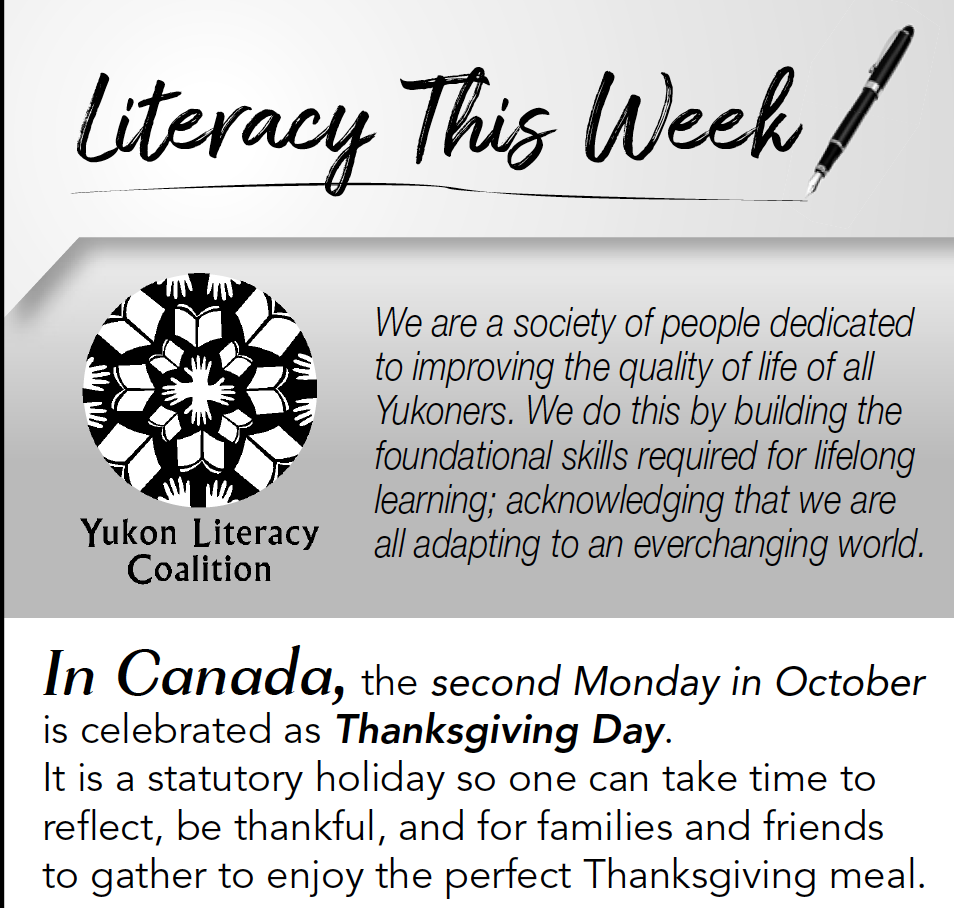 Literacy This Week
We are a society of people dedicated
to improving the quality of life of all
Yukoners. We do this by building the
foundational skills required for lifelong
learning; acknowledging that we are
all adapting to an everchanging world.
Yukon Literacy
Coalition
In Canada, the second Monday in October
is celebrated as Thanksgiving Day.
It is a statutory holiday so one can take time to
reflect, be thankful, and for families and friends
to gather to enjoy the perfect Thanksgiving meal.